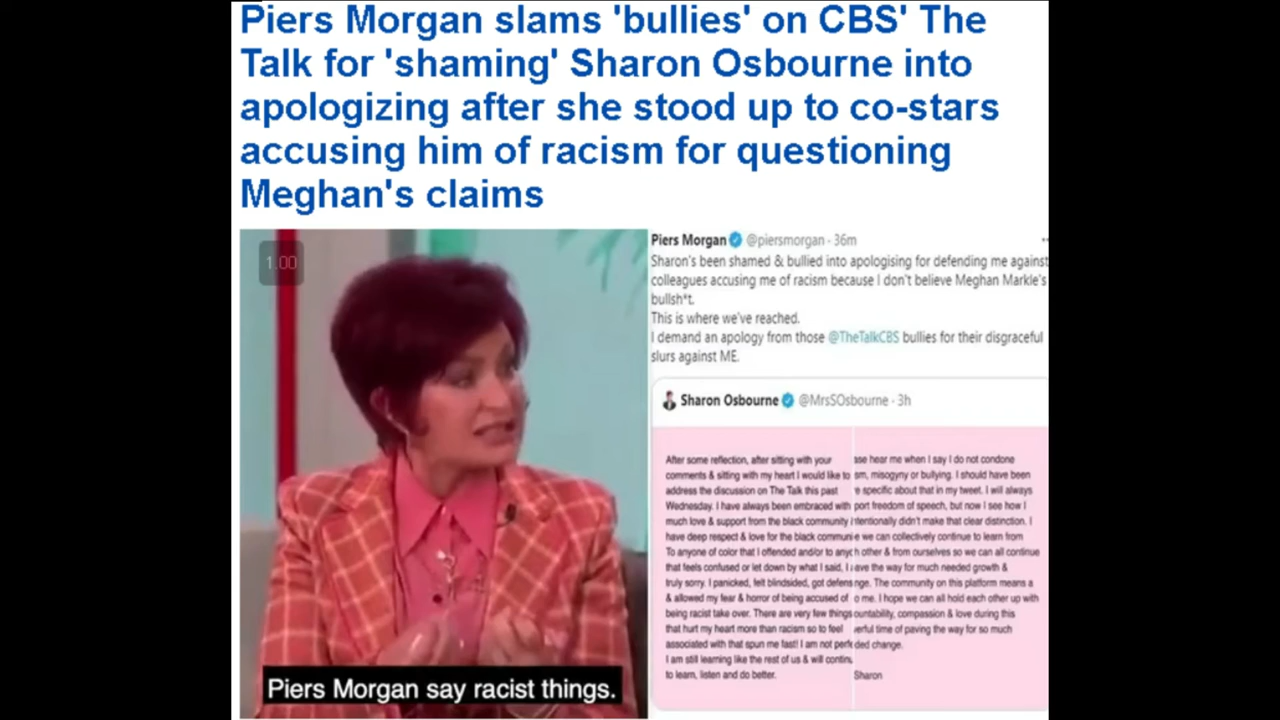 Piers Morgan slams 'bullies' on CBS' The
Talk for 'shaming' Sharon Osbourne into
apologizing after she stood up to co-stars
accusing him of racism for questioning
Meghan's claims
1.00
Piers Morgan say racist things.
Piers Morgan @piersmorgan · 36m
Sharon's been shamed & bullied into apologising for defending me against
colleagues accusing me of racism because I don't believe Meghan Markle's
bullsh*t.
This is where we've reached.
I demand an apology from those @TheTalkCBS bullies for their disgraceful
slurs against ME.
Sharon Osbourne @MrsSOsbourne · 3h
After some reflection, after sitting with your
comments & sitting with my heart I would like to
address the discussion on The Talk this past
Wednesday. I have always been embraced with
much love & support from the black community
have deep respect & love for the black communi
To anyone of color that I offended and/or to anyc
that feels confused or let down by what I said, I
truly sorry. I panicked, felt blindsided, got defens
& allowed my fear & horror of being accused of
being racist take over. There are very few things
that hurt my heart more than racism so to feel
associated with that spun me fast! I am not perfe
I am still learning like the rest of us & will contin
to learn, listen and do better.
ase hear me when I say I do not condone
sm, misogyny or bullying. I should have been
e specific about that in my tweet. I will always
port freedom of speech, but now I see how I
ntentionally didn't make that clear distinction. I
e we can collectively continue to learn from
h other & from ourselves so we can all continue
ave the way for much needed growth &
nge. The community on this platform means a
o me. I hope we can all hold each other up with
ountability, compassion & love during this
erful time of paving the way for so much
ded change.
Sharon